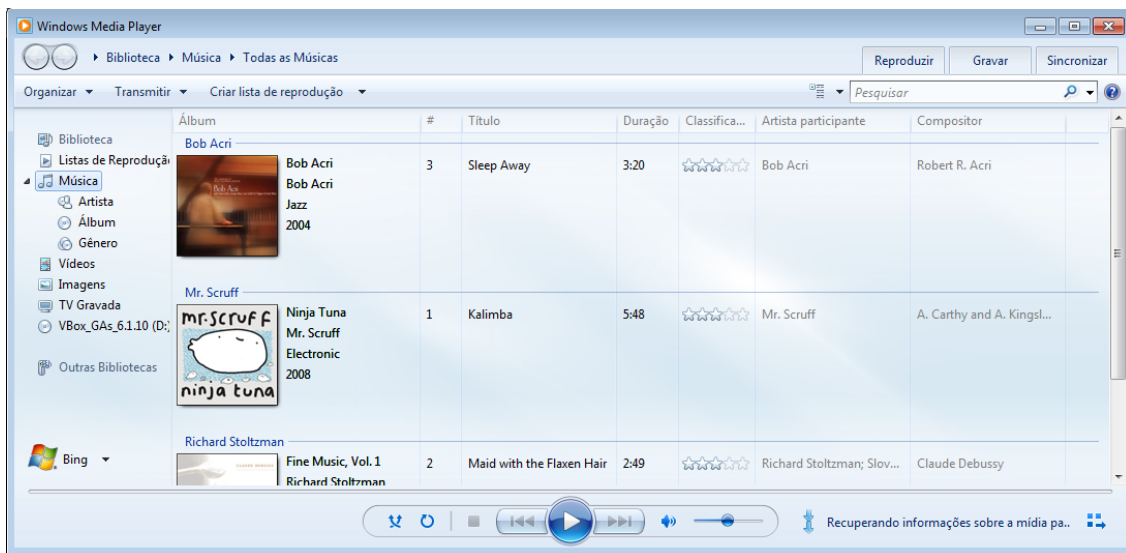 Windows Media Player
Biblioteca Música Todas as Músicas
Reproduzir Gravar Sincronizar
Organizar Transmitir Criar lista de reprodução
Pesquisar
Álbum # Título Duração Classifica... Artista participante Compositor
Biblioteca
Listas de Reproduçã
Música
Artista
Álbum
Gênero
Vídeos
Imagens
TV Gravada
VBox_GAs_6.1.10 (D:)
Outras Bibliotecas
Bing
Bob Acri
Bob Acri
Bob Acri 3 Sleep Away 3:20 Bob Acri Robert R. Acri
Bob Acri
Jazz
2004
Mr. Scruff
mr.scruff
ninja tuna
Ninja Tuna 1 Kalimba 5:48 Mr. Scruff A. Carthy and A. Kingsl...
Mr. Scruff
Electronic
2008
Richard Stoltzman
Fine Music, Vol. 1 2 Maid with the Flaxen Hair 2:49 Richard Stoltzman; Slov... Claude Debussy
Richard Stoltzman
Recuperando informações sobre a mídia pa..